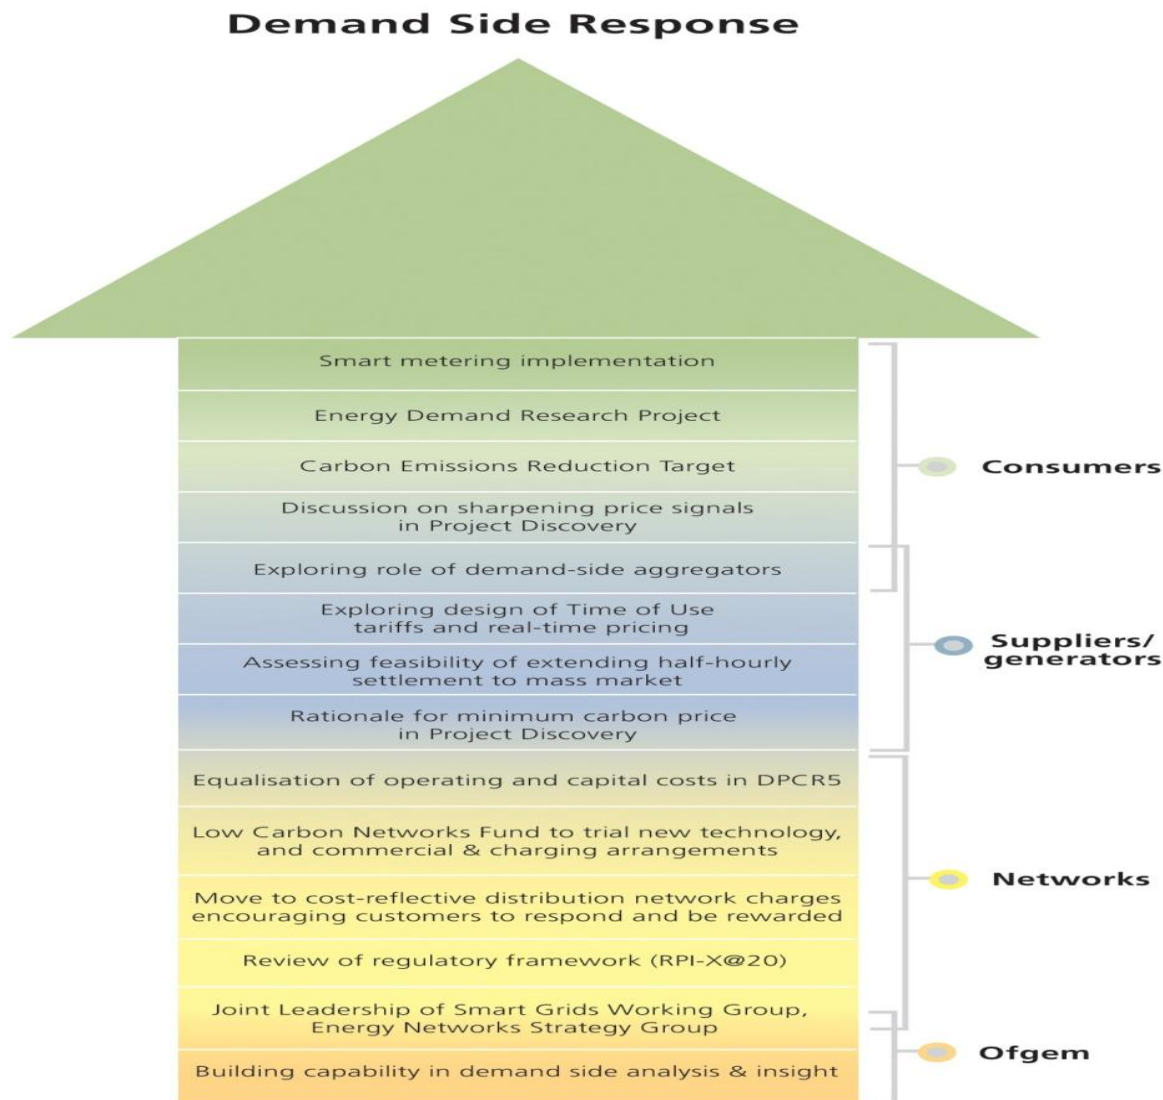 Demand Side Response
Smart metering implementation
Energy Demand Research Project
Carbon Emissions Reduction Target
Discussion on sharpening price signals
in Project Discovery
Exploring role of demand-side aggregators
Exploring design of Time of Use
tariffs and real-time pricing
Assessing feasibility of extending half-hourly
settlement to mass market
Rationale for minimum carbon price
in Project Discovery
Equalisation of operating and capital costs in DPCR5
Low Carbon Networks Fund to trial new technology,
and commercial & charging arrangements
Move to cost-reflective distribution network charges
encouraging customers to respond and be rewarded
Review of regulatory framework (RPI-X@20)
Joint Leadership of Smart Grids Working Group,
Energy Networks Strategy Group
Building capability in demand side analysis & insight
Consumers
Suppliers/
generators
Networks
Ofgem